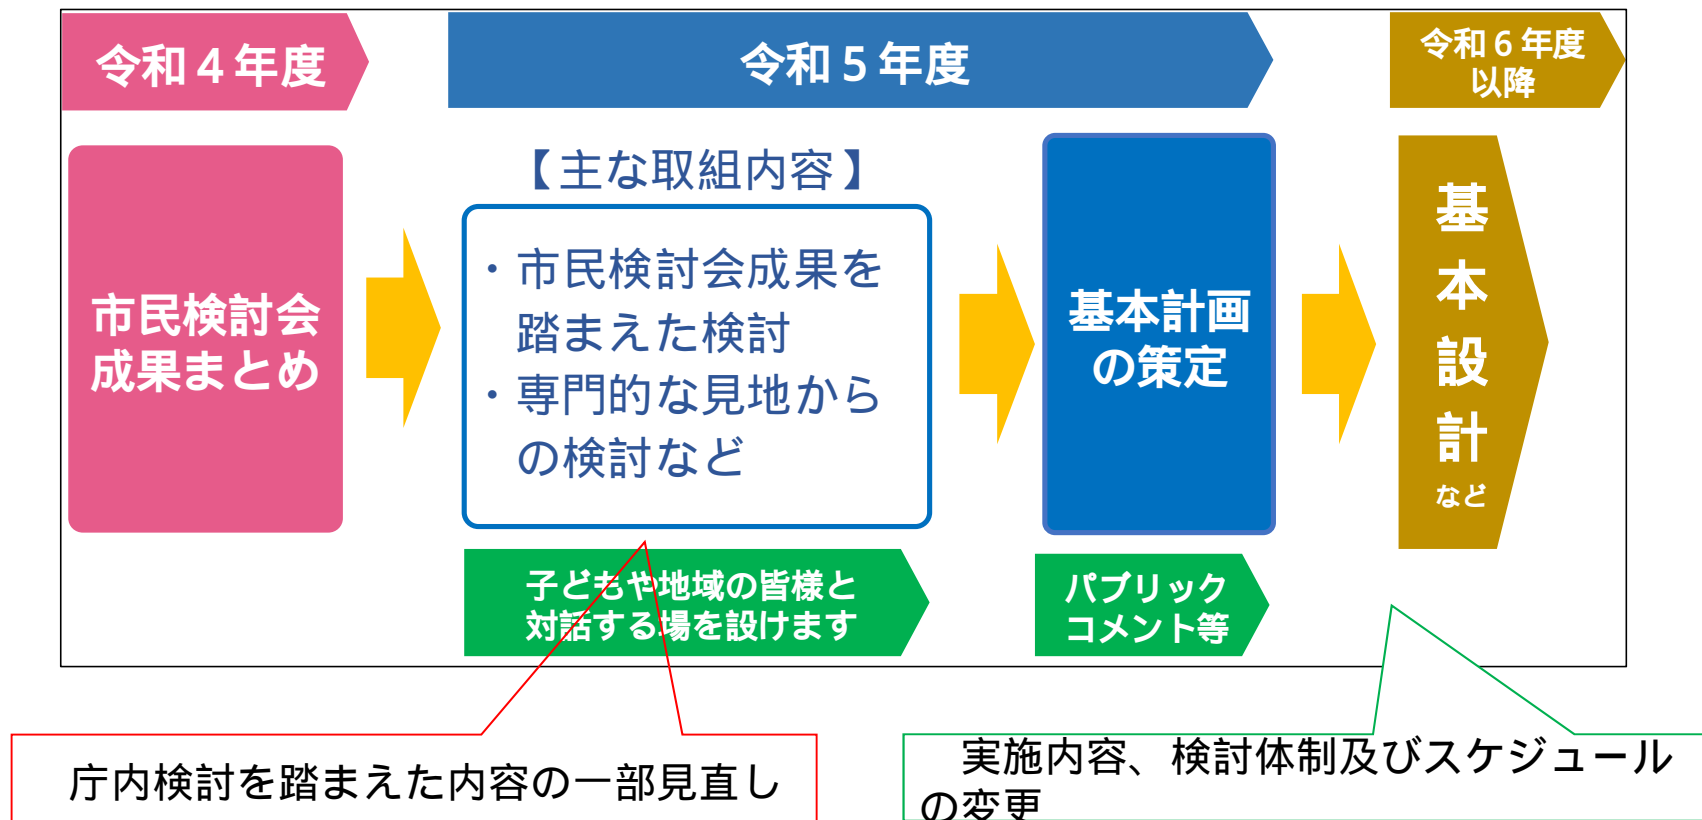 令和４年度
令和５年度
令和６年度
以降
市民検討会
成果まとめ
【主な取組内容】
・市民検討会成果を
踏まえた検討
・専門的な見地から
の検討など
基本計画
の策定
基
本
設
計
など
子どもや地域の皆様と
対話する場を設けます
パブリック
コメント等
庁内検討を踏まえた内容の一部見直し
実施内容、検討体制及びスケジュール
の変更